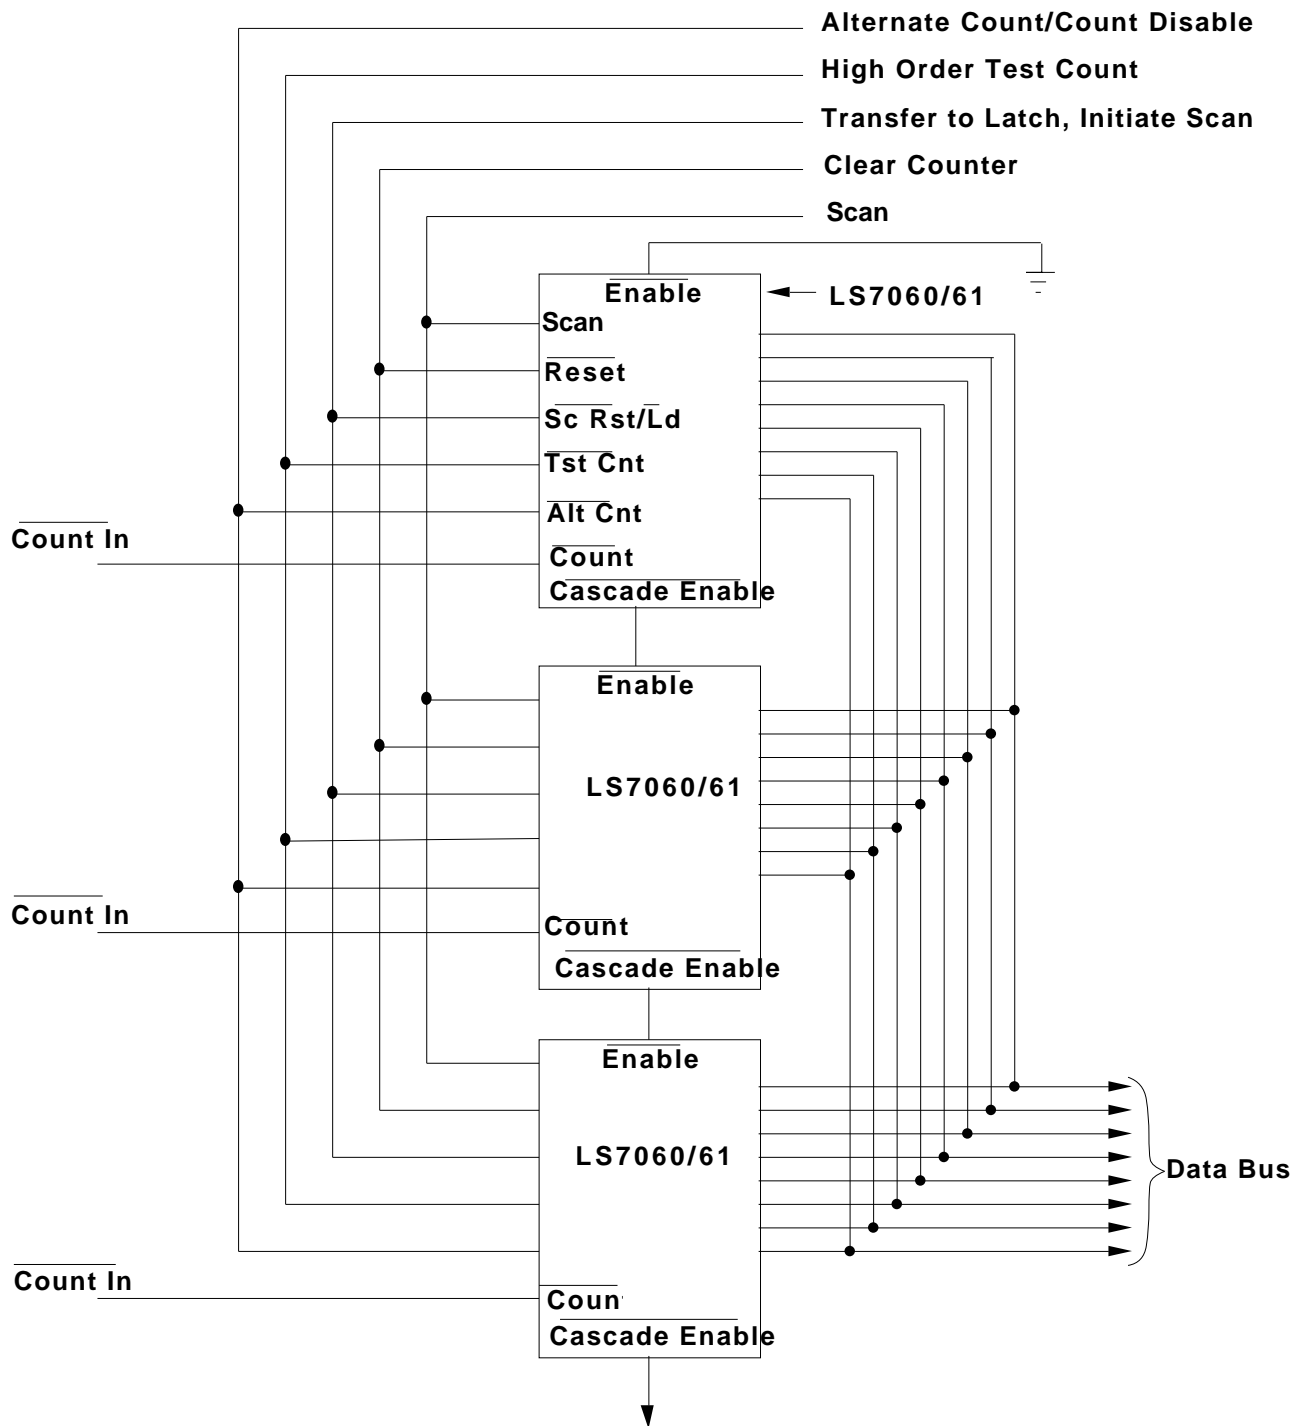 Alternate Count/Count Disable
High Order Test Count
Transfer to Latch, Initiate Scan
Clear Counter
Scan
Enable
LS7060/61
Scan
Reset
Sc Rst/Ld
Tst Cnt
Alt Cnt
Count In
Count
Cascade Enable
Enable
LS7060/61
Count In
Count
Cascade Enable
Enable
LS7060/61
Data Bus
Count In
Coun
Cascade Enable